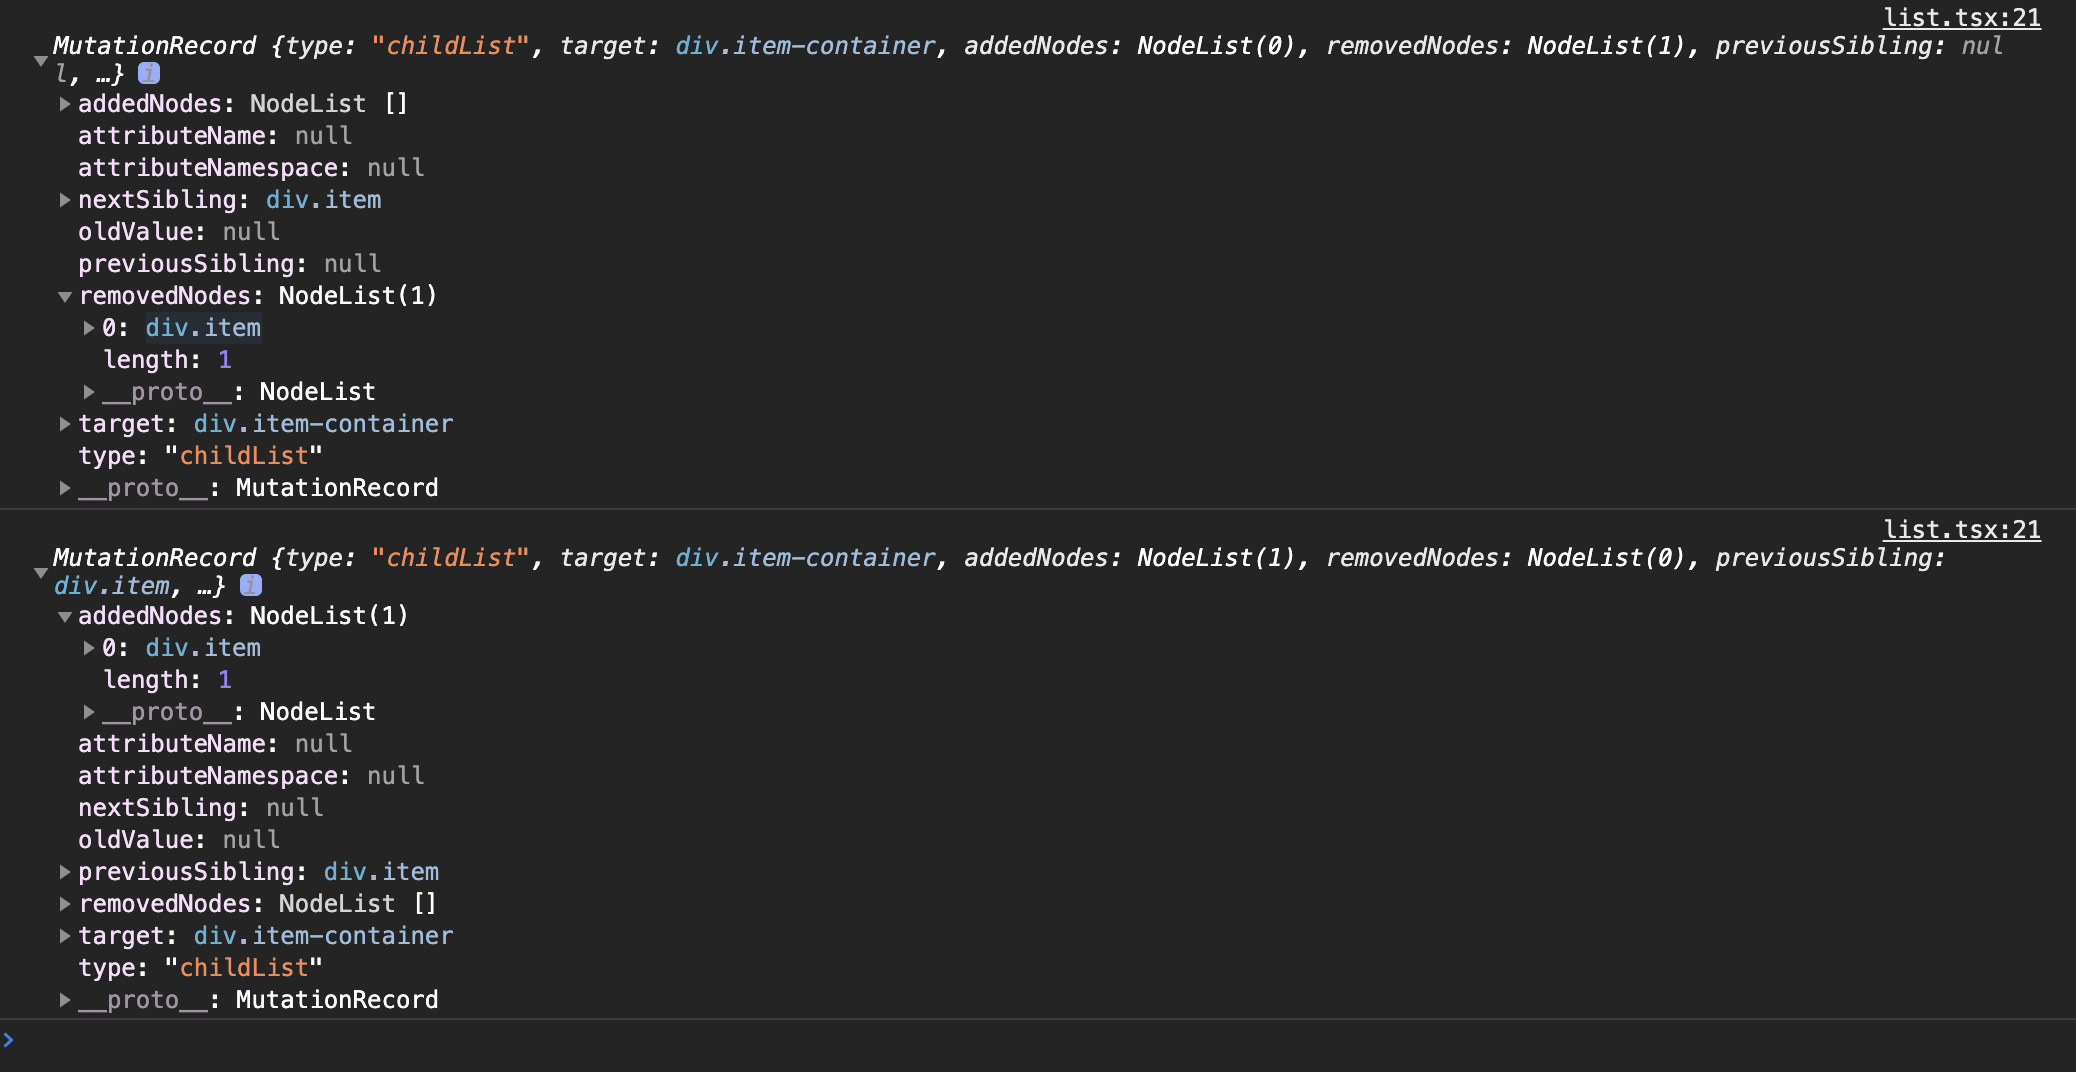 list.tsx:21
MutationRecord {type: "childList", target: div.item-container, addedNodes: NodeList(0), removedNodes: NodeList(1), previousSibling: nul
l, …} i
addedNodes: NodeList []
attributeName: null
attributeNamespace: null
nextSibling: div.item
oldValue: null
previousSibling: null
removedNodes: NodeList(1)
0: div.item
length: 1
__proto__: NodeList
target: div.item-container
type: "childList"
__proto__: MutationRecord
list.tsx:21
MutationRecord {type: "childList", target: div.item-container, addedNodes: NodeList(1), removedNodes: NodeList(0), previousSibling:
div.item, …} i
addedNodes: NodeList(1)
0: div.item
length: 1
__proto__: NodeList
attributeName: null
attributeNamespace: null
nextSibling: null
oldValue: null
previousSibling: div.item
removedNodes: NodeList []
target: div.item-container
type: "childList"
__proto__: MutationRecord